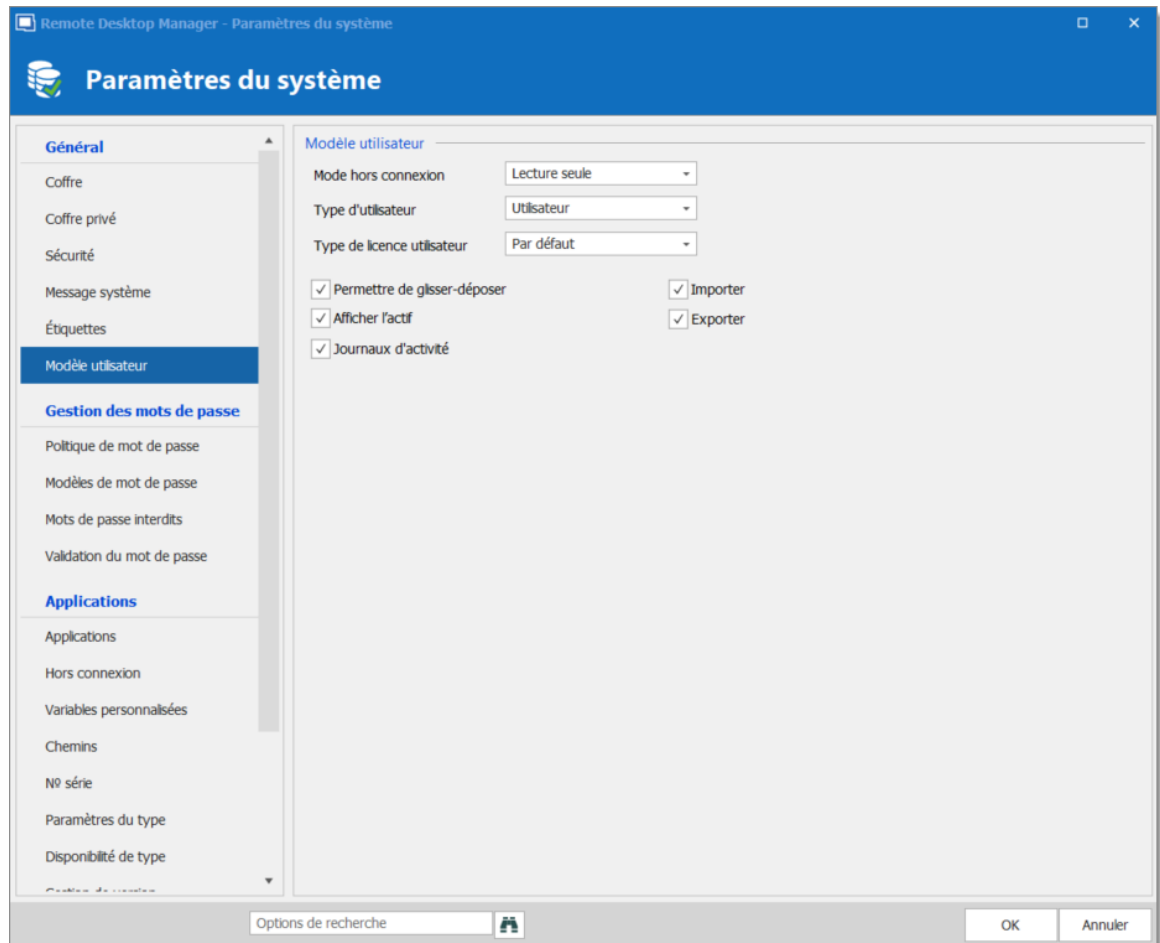 Remote Desktop Manager - Paramètres du système
Paramètres du système
Général
Coffre
Coffre privé
Sécurité
Message système
Étiquettes
Modèle utilisateur
Gestion des mots de passe
Politique de mot de passe
Modèles de mot de passe
Mots de passe interdits
Validation du mot de passe
Applications
Applications
Hors connexion
Variables personnalisées
Chemins
Nº série
Paramètres du type
Disponibilité de type
Gestion de version
Modèle utilisateur
Mode hors connexion Lecture seule
Type d'utilisateur Utilisateur
Type de licence utilisateur Par défaut
Permettre de glisser-déposer Importer
Afficher l'actif Exporter
Journaux d'activité
Options de recherche OK Annuler